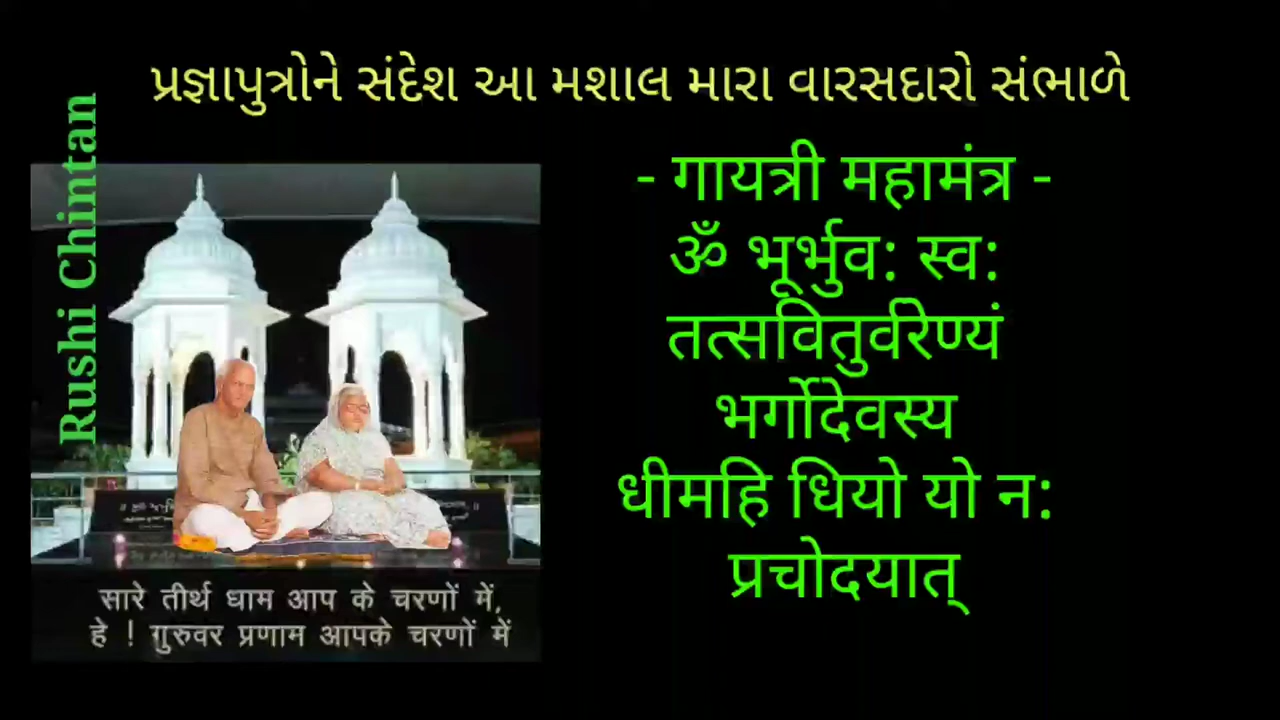 પ્રજ્ઞાપુત્રોને સંદેશ આ મશાલ મારા વારસદારો સંભાળે
Rushi Chintan
- गायत्री महामंत्र -
ॐ भूर्भुव: स्व:
तत्सवितुर्वरेण्यं
भर्गोदेवस्य
धीमहि धियो यो न:
प्रचोदयात्
सारे तीर्थ धाम आप के चरणों में,
हे ! गुरुवर प्रणाम आपके चरणों में